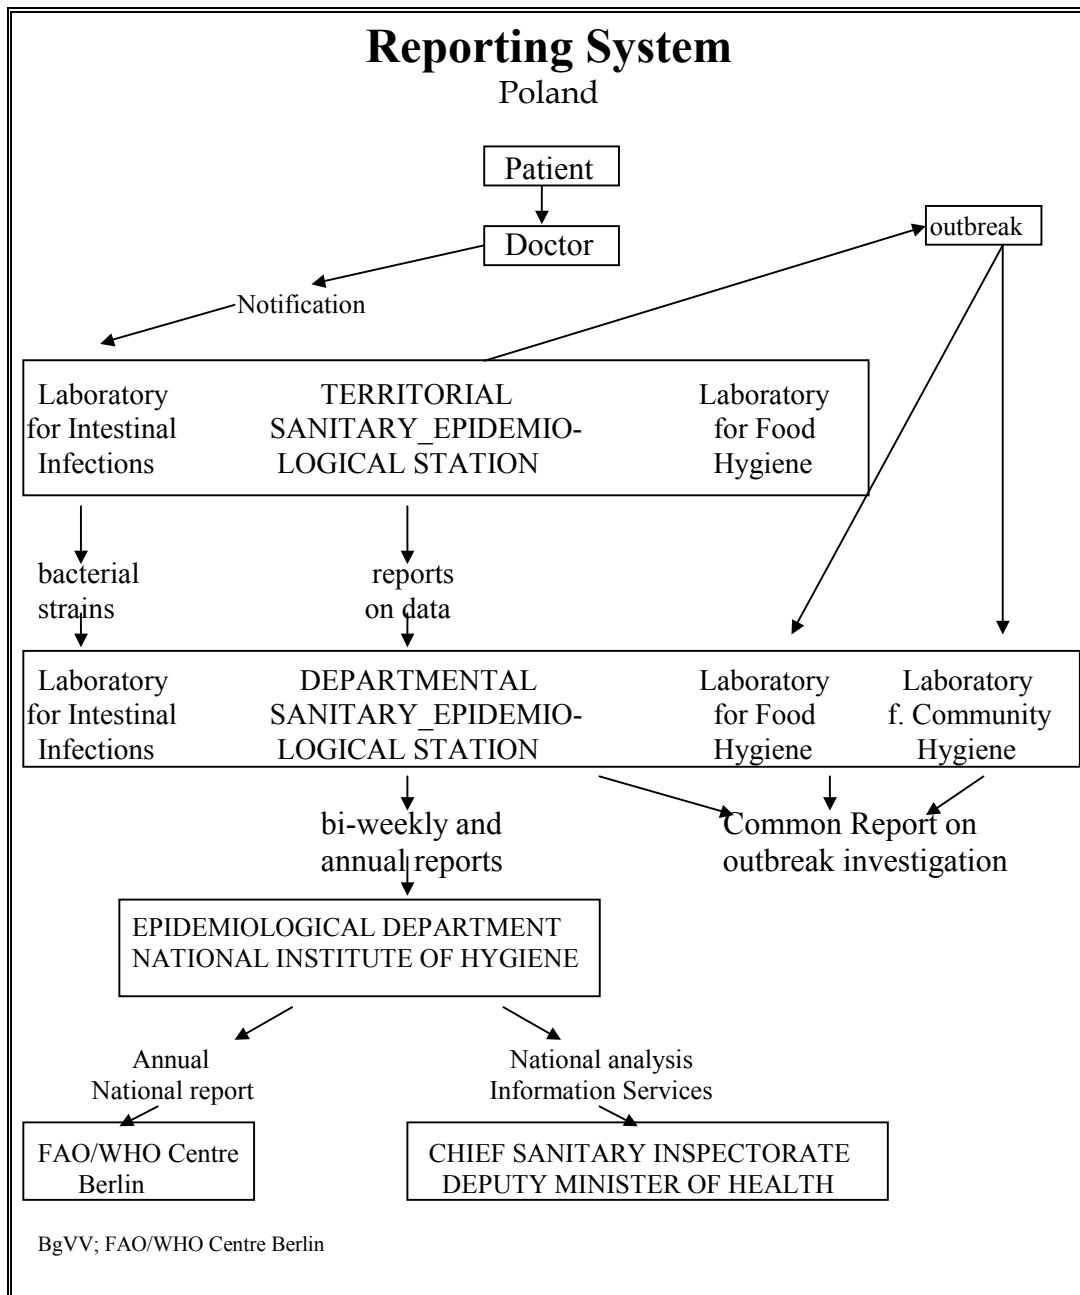 Reporting System
Poland
Patient
Doctor
outbreak
Notification
Laboratory
for Intestinal
Infections
TERRITORIAL
SANITARY_EPIDEMIO-
LOGICAL STATION
Laboratory
for Food
Hygiene
bacterial
strains
reports
on data
Laboratory
for Intestinal
Infections
DEPARTMENTAL
SANITARY_EPIDEMIO-
LOGICAL STATION
Laboratory
for Food
Hygiene
Laboratory
f. Community
Hygiene
bi-weekly and
annual reports
Common Report on
outbreak investigation
EPIDEMIOLOGICAL DEPARTMENT
NATIONAL INSTITUTE OF HYGIENE
Annual
National report
National analysis
Information Services
FAO/WHO Centre
Berlin
CHIEF SANITARY INSPECTORATE
DEPUTY MINISTER OF HEALTH
BgVV; FAO/WHO Centre Berlin